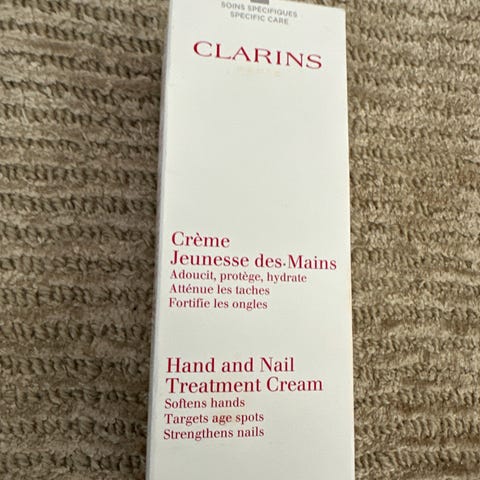 SOINS SPÉCIFIQUES
SPECIFIC CARE
CLARINS
PARIS
Crème
Jeunesse des Mains
Adoucit, protège, hydrate
Atténue les taches
Fortifie les ongles
Hand and Nail
Treatment Cream
Softens hands
Targets age spots
Strengthens nails